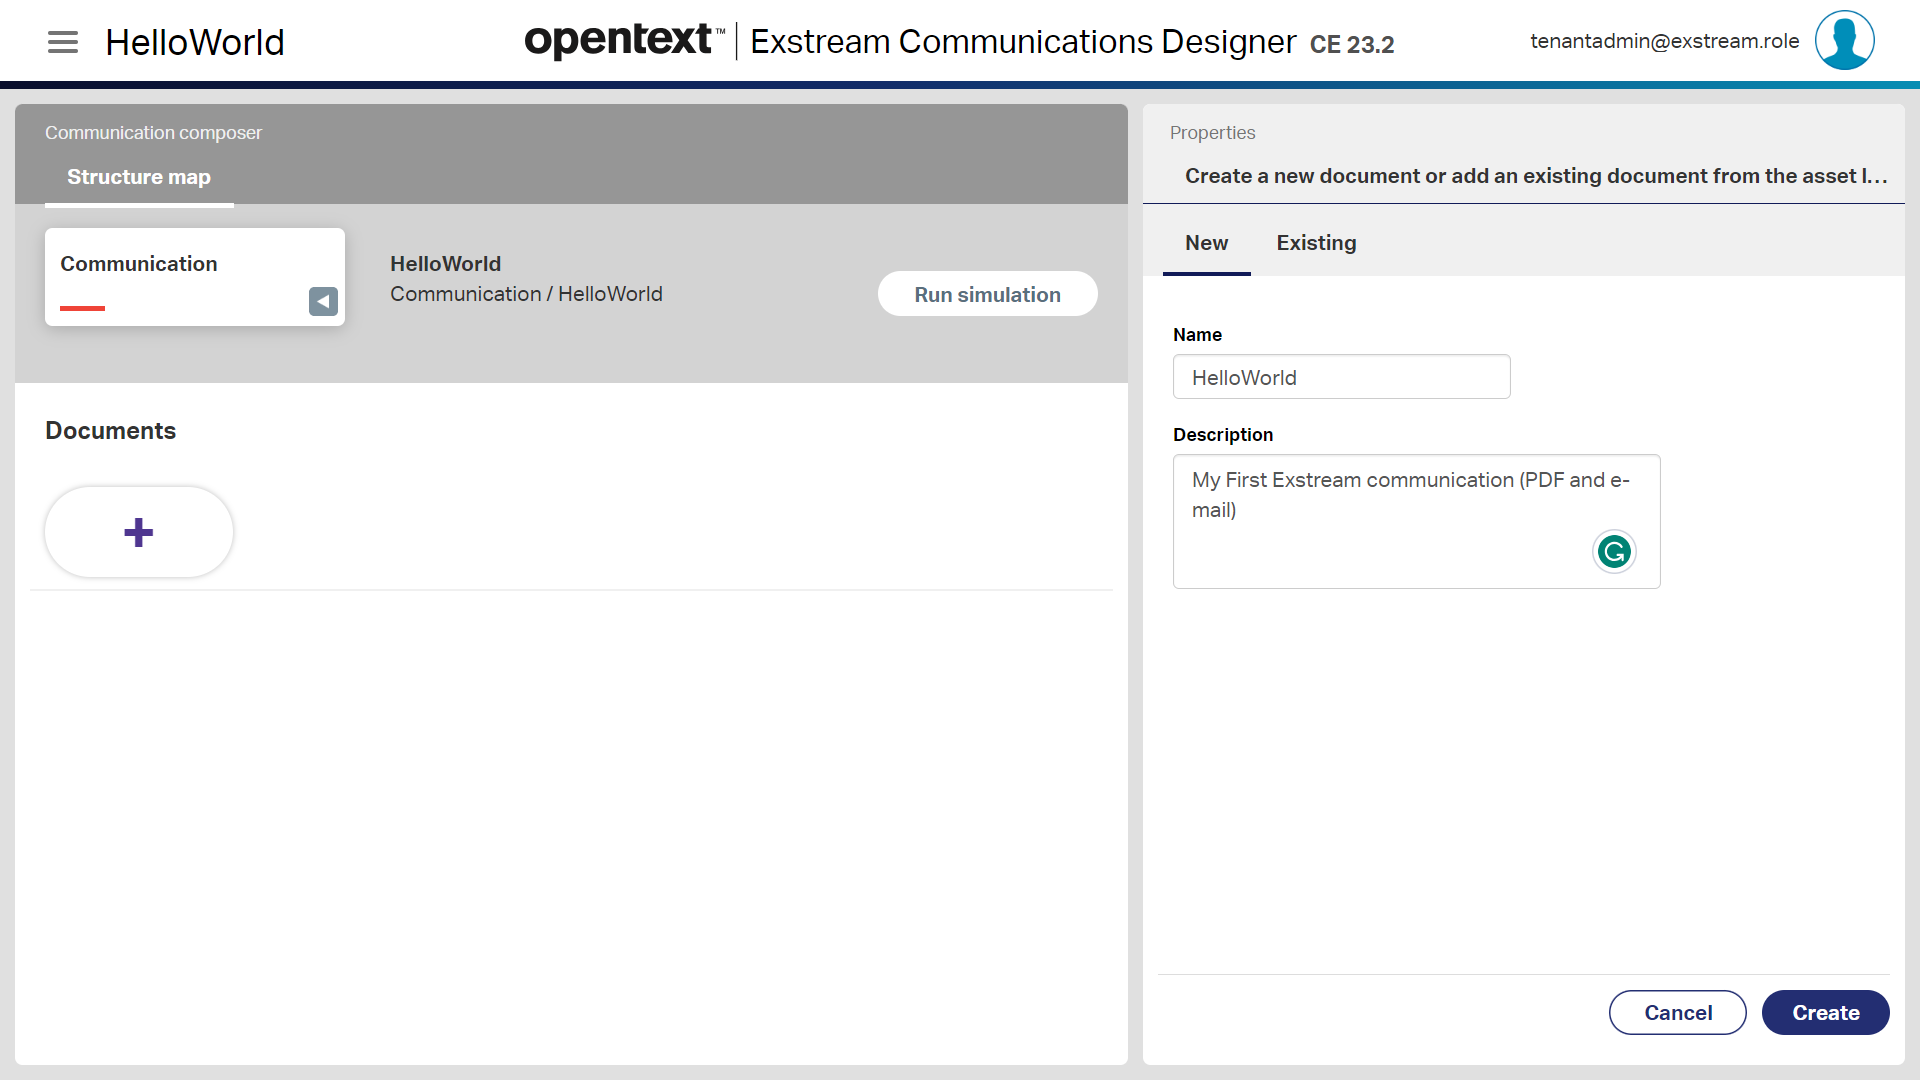 HelloWorld
opentext™ Exstream Communications Designer CE 23.2
tenantadmin@exstream.role
Communication composer
Structure map
Communication
HelloWorld
Communication / HelloWorld
Run simulation
Documents
Properties
Create a new document or add an existing document from the asset l...
New Existing
Name
HelloWorld
Description
My First Exstream communication (PDF and e-
mail)
Cancel Create